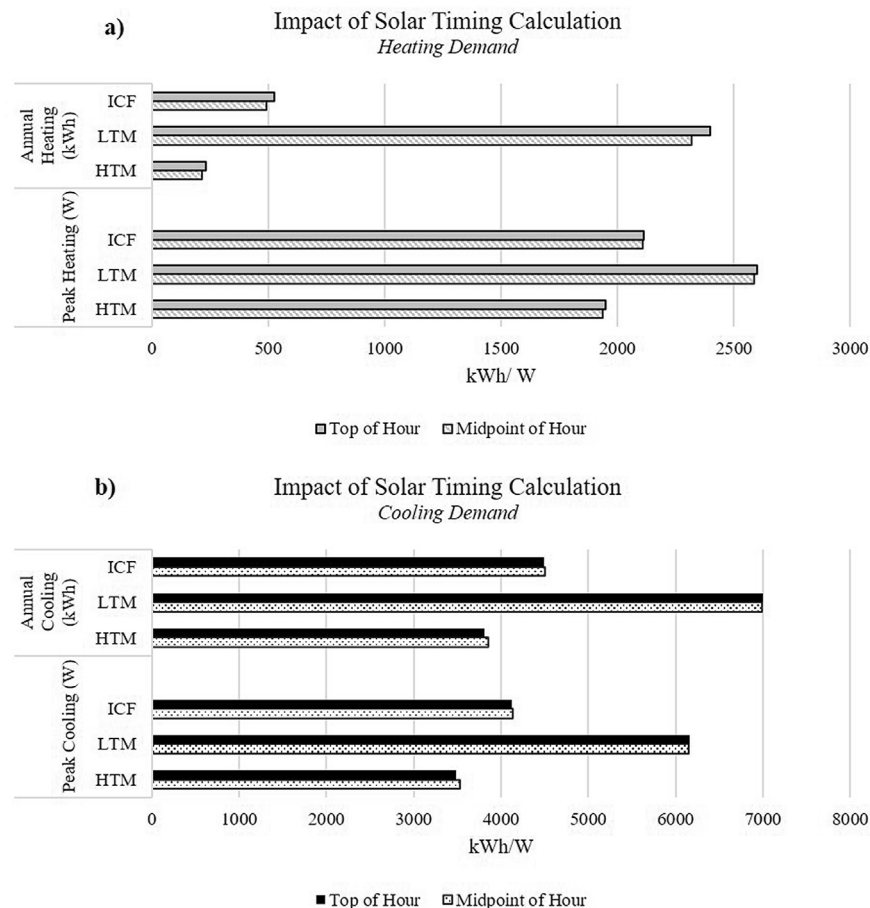 a)
Impact of Solar Timing Calculation
Heating Demand
Annual
Heating
(kWh)
ICF
LTM
HTM
Peak Heating (W)
ICF
LTM
HTM
0 500 1000 1500 2000 2500 3000
kWh/ W
Top of Hour Midpoint of Hour
b)
Impact of Solar Timing Calculation
Cooling Demand
Annual
Cooling
(kWh)
ICF
LTM
HTM
Peak Cooling (W)
ICF
LTM
HTM
0 1000 2000 3000 4000 5000 6000 7000 8000
kWh/W
Top of Hour Midpoint of Hour